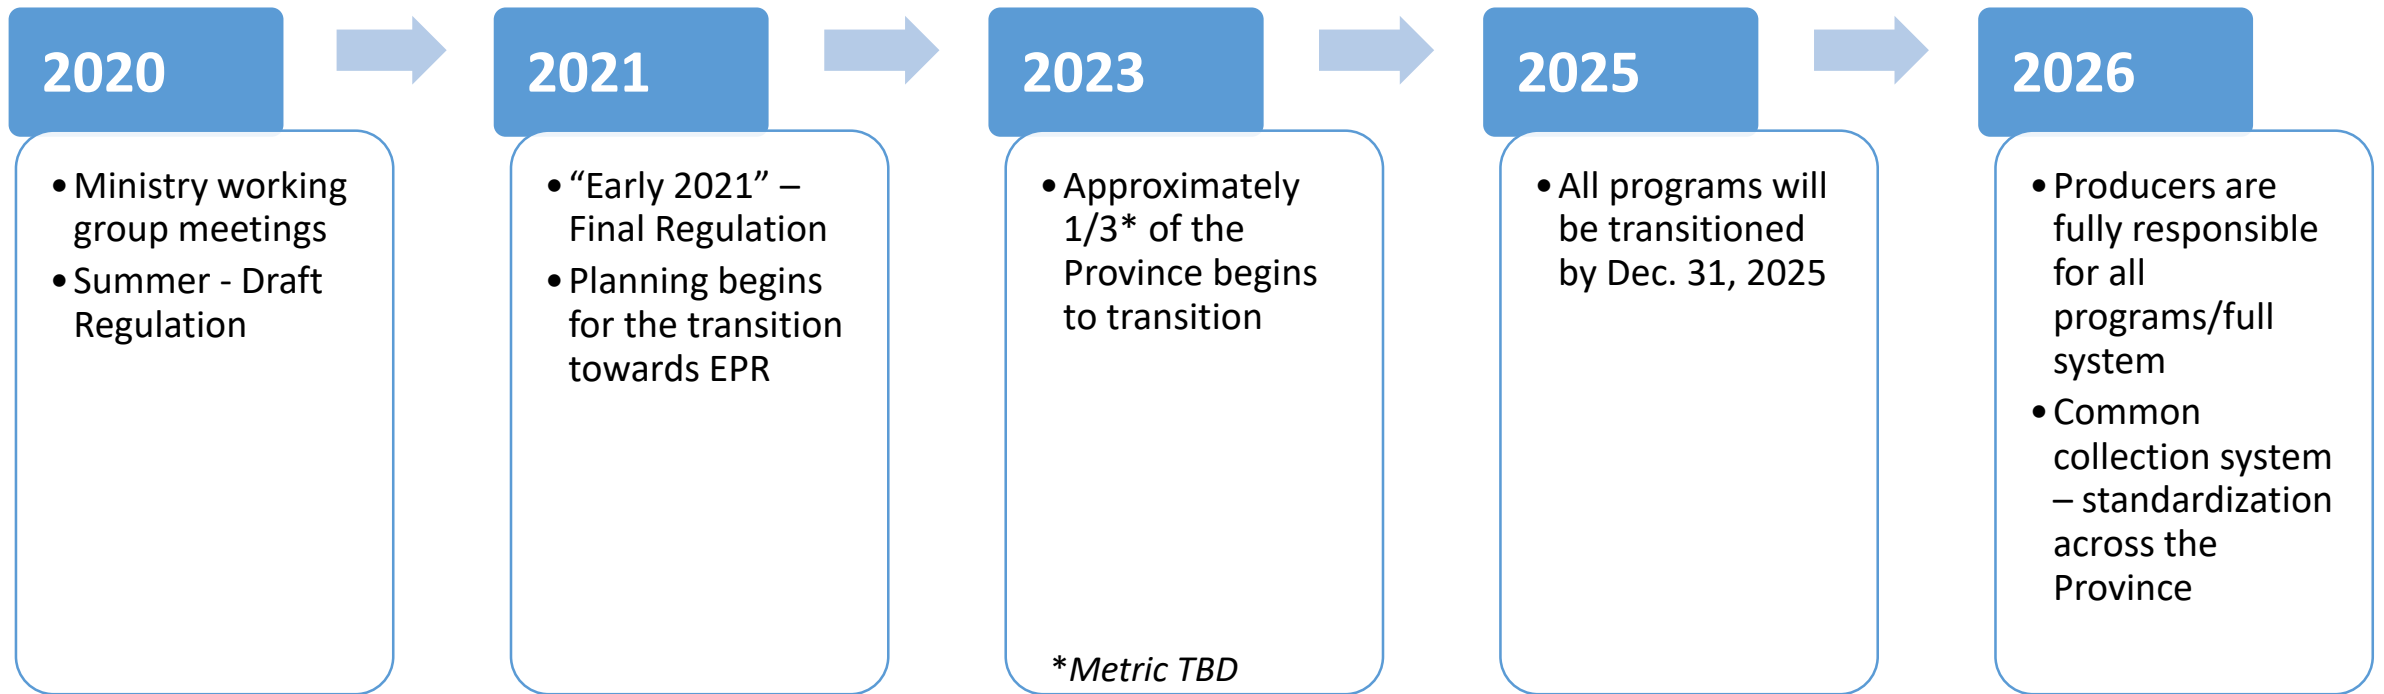 2020
• Ministry working
group meetings
• Summer - Draft
Regulation
2021
• “Early 2021” –
Final Regulation
• Planning begins
for the transition
towards EPR
2023
• Approximately
1/3* of the
Province begins
to transition
*Metric TBD
2025
• All programs will
be transitioned
by Dec. 31, 2025
2026
• Producers are
fully responsible
for all
programs/full
system
• Common
collection system
– standardization
across the
Province